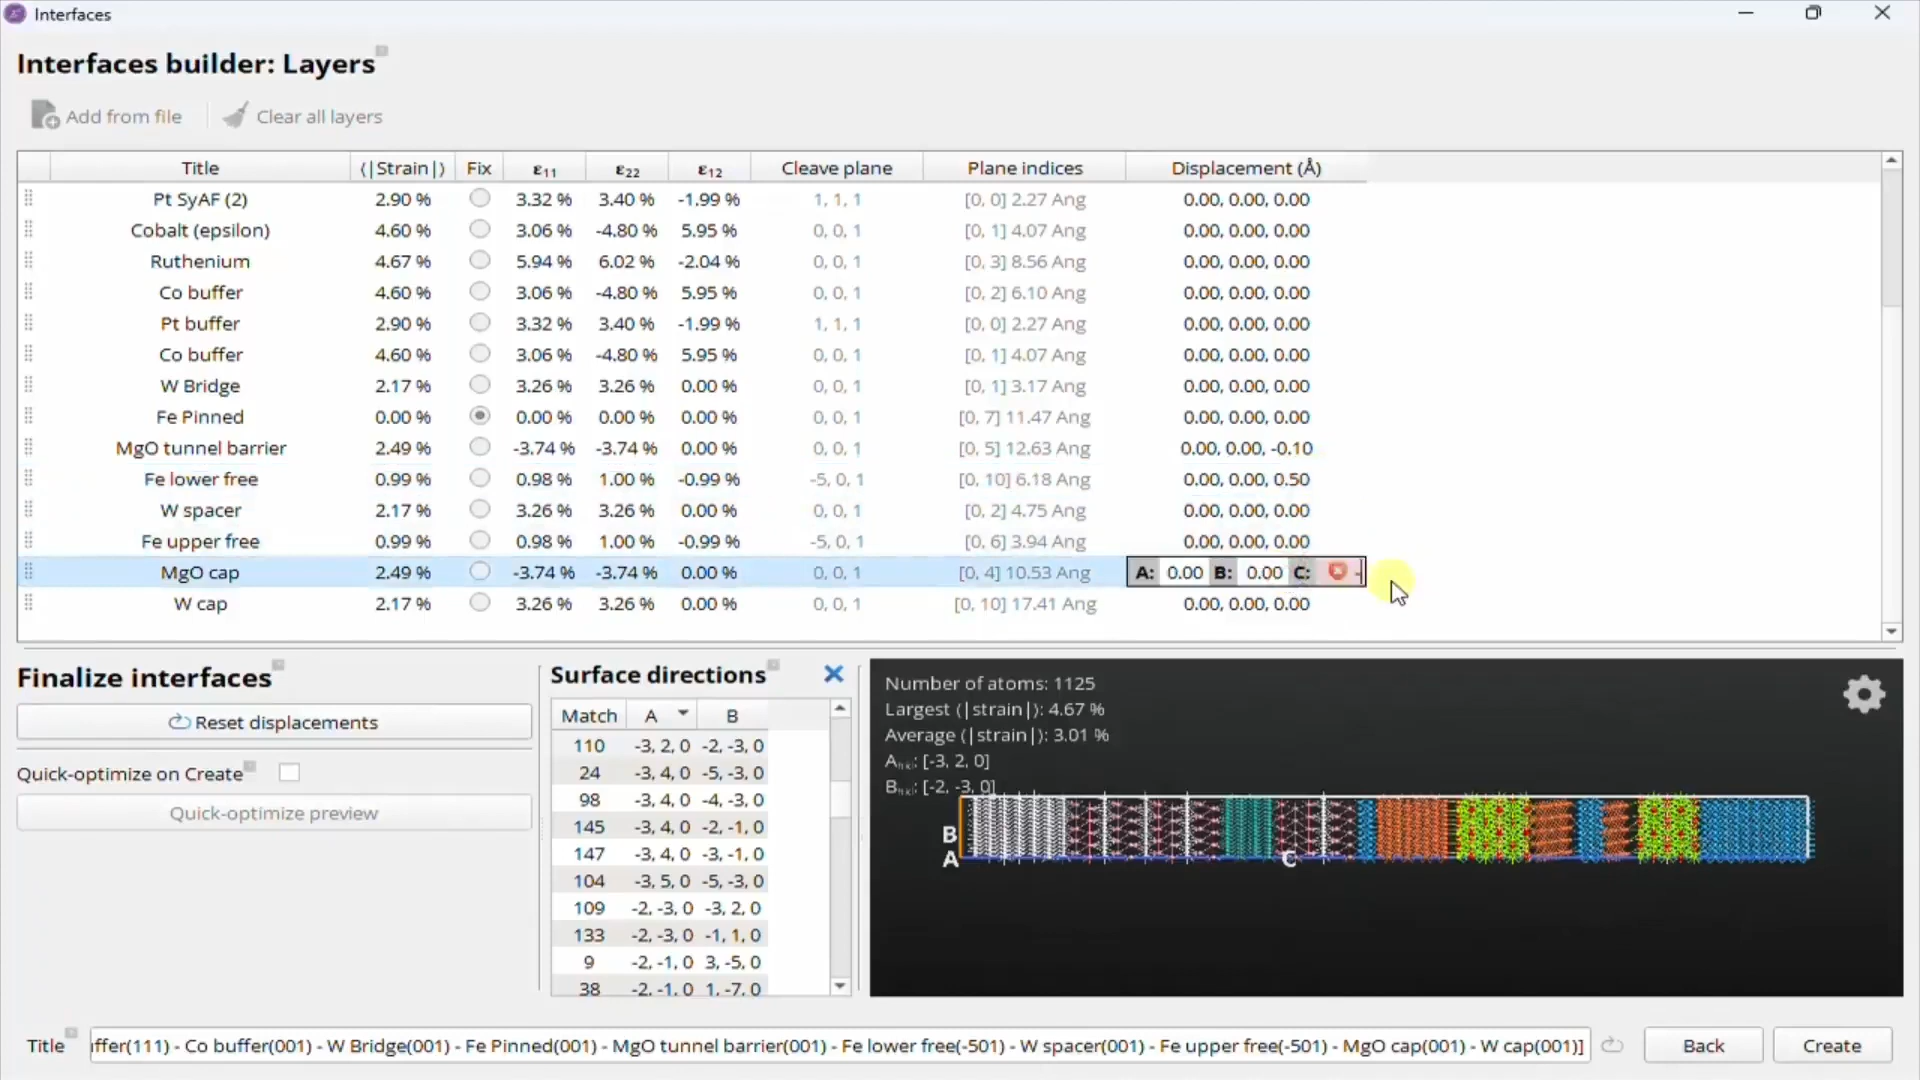 Interfaces
Interfaces builder: Layers
Add from file Clear all layers
Title ⟨|Strain|⟩ Fix ε₁₁ ε₂₂ ε₁₂ Cleave plane Plane indices Displacement (Å)
Pt SyAF (2) 2.90 % 3.32 % 3.40 % -1.99 % 1, 1, 1 [0, 0] 2.27 Ang 0.00, 0.00, 0.00
Cobalt (epsilon) 4.60 % 3.06 % -4.80 % 5.95 % 0, 0, 1 [0, 1] 4.07 Ang 0.00, 0.00, 0.00
Ruthenium 4.67 % 5.94 % 6.02 % -2.04 % 0, 0, 1 [0, 3] 8.56 Ang 0.00, 0.00, 0.00
Co buffer 4.60 % 3.06 % -4.80 % 5.95 % 0, 0, 1 [0, 2] 6.10 Ang 0.00, 0.00, 0.00
Pt buffer 2.90 % 3.32 % 3.40 % -1.99 % 1, 1, 1 [0, 0] 2.27 Ang 0.00, 0.00, 0.00
Co buffer 4.60 % 3.06 % -4.80 % 5.95 % 0, 0, 1 [0, 1] 4.07 Ang 0.00, 0.00, 0.00
W Bridge 2.17 % 3.26 % 3.26 % 0.00 % 0, 0, 1 [0, 1] 3.17 Ang 0.00, 0.00, 0.00
Fe Pinned 0.00 % 0.00 % 0.00 % 0.00 % 0, 0, 1 [0, 7] 11.47 Ang 0.00, 0.00, 0.00
MgO tunnel barrier 2.49 % -3.74 % -3.74 % 0.00 % 0, 0, 1 [0, 5] 12.63 Ang 0.00, 0.00, -0.10
Fe lower free 0.99 % 0.98 % 1.00 % -0.99 % -5, 0, 1 [0, 10] 6.18 Ang 0.00, 0.00, 0.50
W spacer 2.17 % 3.26 % 3.26 % 0.00 % 0, 0, 1 [0, 2] 4.75 Ang 0.00, 0.00, 0.00
Fe upper free 0.99 % 0.98 % 1.00 % -0.99 % -5, 0, 1 [0, 6] 3.94 Ang 0.00, 0.00, 0.00
MgO cap 2.49 % -3.74 % -3.74 % 0.00 % 0, 0, 1 [0, 4] 10.53 Ang A: 0.00 B: 0.00 C: -
W cap 2.17 % 3.26 % 3.26 % 0.00 % 0, 0, 1 [0, 10] 17.41 Ang 0.00, 0.00, 0.00
Finalize interfaces
Reset displacements
Quick-optimize on Create
Quick-optimize preview
Surface directions
Match A B
110 -3, 2, 0 -2, -3, 0
24 -3, 4, 0 -5, -3, 0
98 -3, 4, 0 -4, -3, 0
145 -3, 4, 0 -2, -1, 0
147 -3, 4, 0 -3, -1, 0
104 -3, 5, 0 -5, -3, 0
109 -2, -3, 0 -3, 2, 0
133 -2, -3, 0 -1, 1, 0
9 -2, -1, 0 3, -5, 0
38 -2, -1, 0 1, -7, 0
Number of atoms: 1125
Largest ⟨|strain|⟩: 4.67 %
Average ⟨|strain|⟩: 3.01 %
Aₕₖₗ: [-3, 2, 0]
Bₕₖₗ: [-2, -3, 0]
B
A
C
Title uffer(111) - Co buffer(001) - W Bridge(001) - Fe Pinned(001) - MgO tunnel barrier(001) - Fe lower free(-501) - W spacer(001) - Fe upper free(-501) - MgO cap(001) - W cap(001)]
Back Create